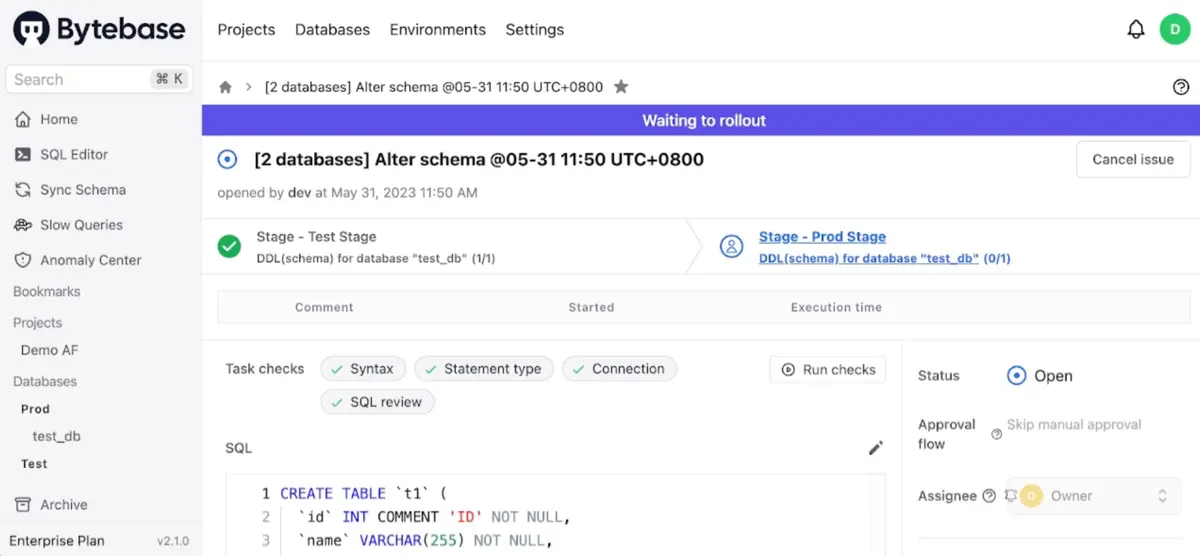 Bytebase
Projects Databases Environments Settings
D
Search ⌘ K
[2 databases] Alter schema @05-31 11:50 UTC+0800
Home
SQL Editor
Sync Schema
Slow Queries
Anomaly Center
Bookmarks
Projects
Demo AF
Databases
Prod
test_db
Test
Archive
Enterprise Plan v2.1.0
Waiting to rollout
[2 databases] Alter schema @05-31 11:50 UTC+0800
Cancel issue
opened by dev at May 31, 2023 11:50 AM
Stage - Test Stage
DDL(schema) for database "test_db" (1/1)
Stage - Prod Stage
DDL(schema) for database "test_db" (0/1)
Comment Started Execution time
Task checks Syntax Statement type Connection Run checks
SQL review
SQL
1 CREATE TABLE `t1` (
2 `id` INT COMMENT 'ID' NOT NULL,
3 `name` VARCHAR(255) NOT NULL,
Status Open
Approval
flow
Skip manual approval
Assignee D Owner